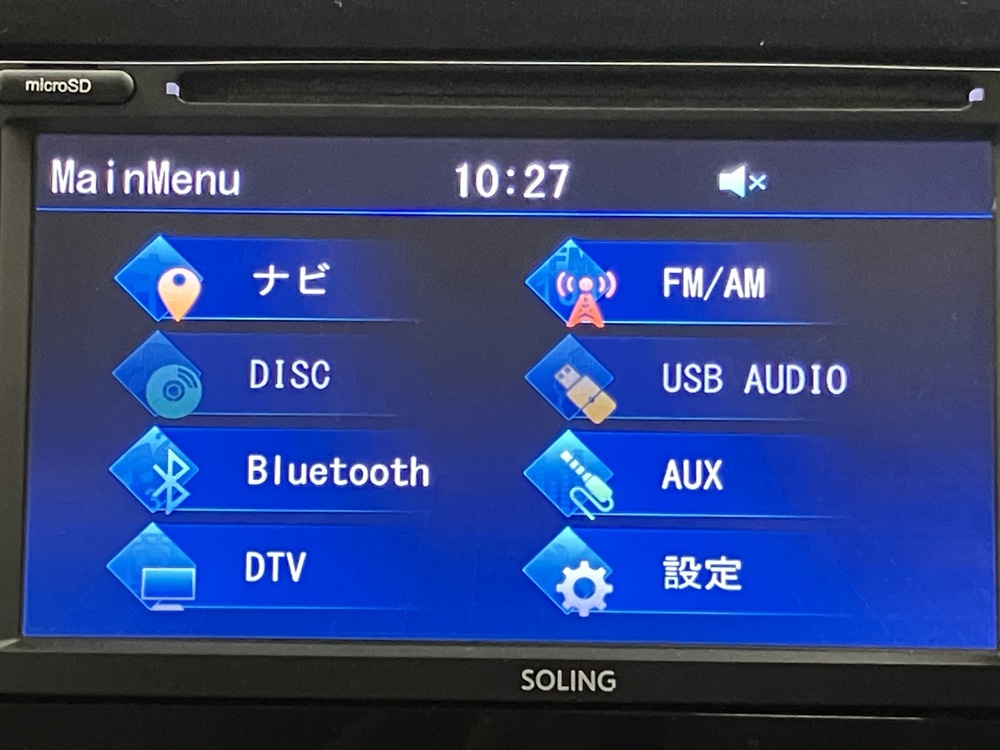 microSD
MainMenu 10:27
ナビ FM/AM
DISC USB AUDIO
Bluetooth AUX
DTV 設定
SOLING